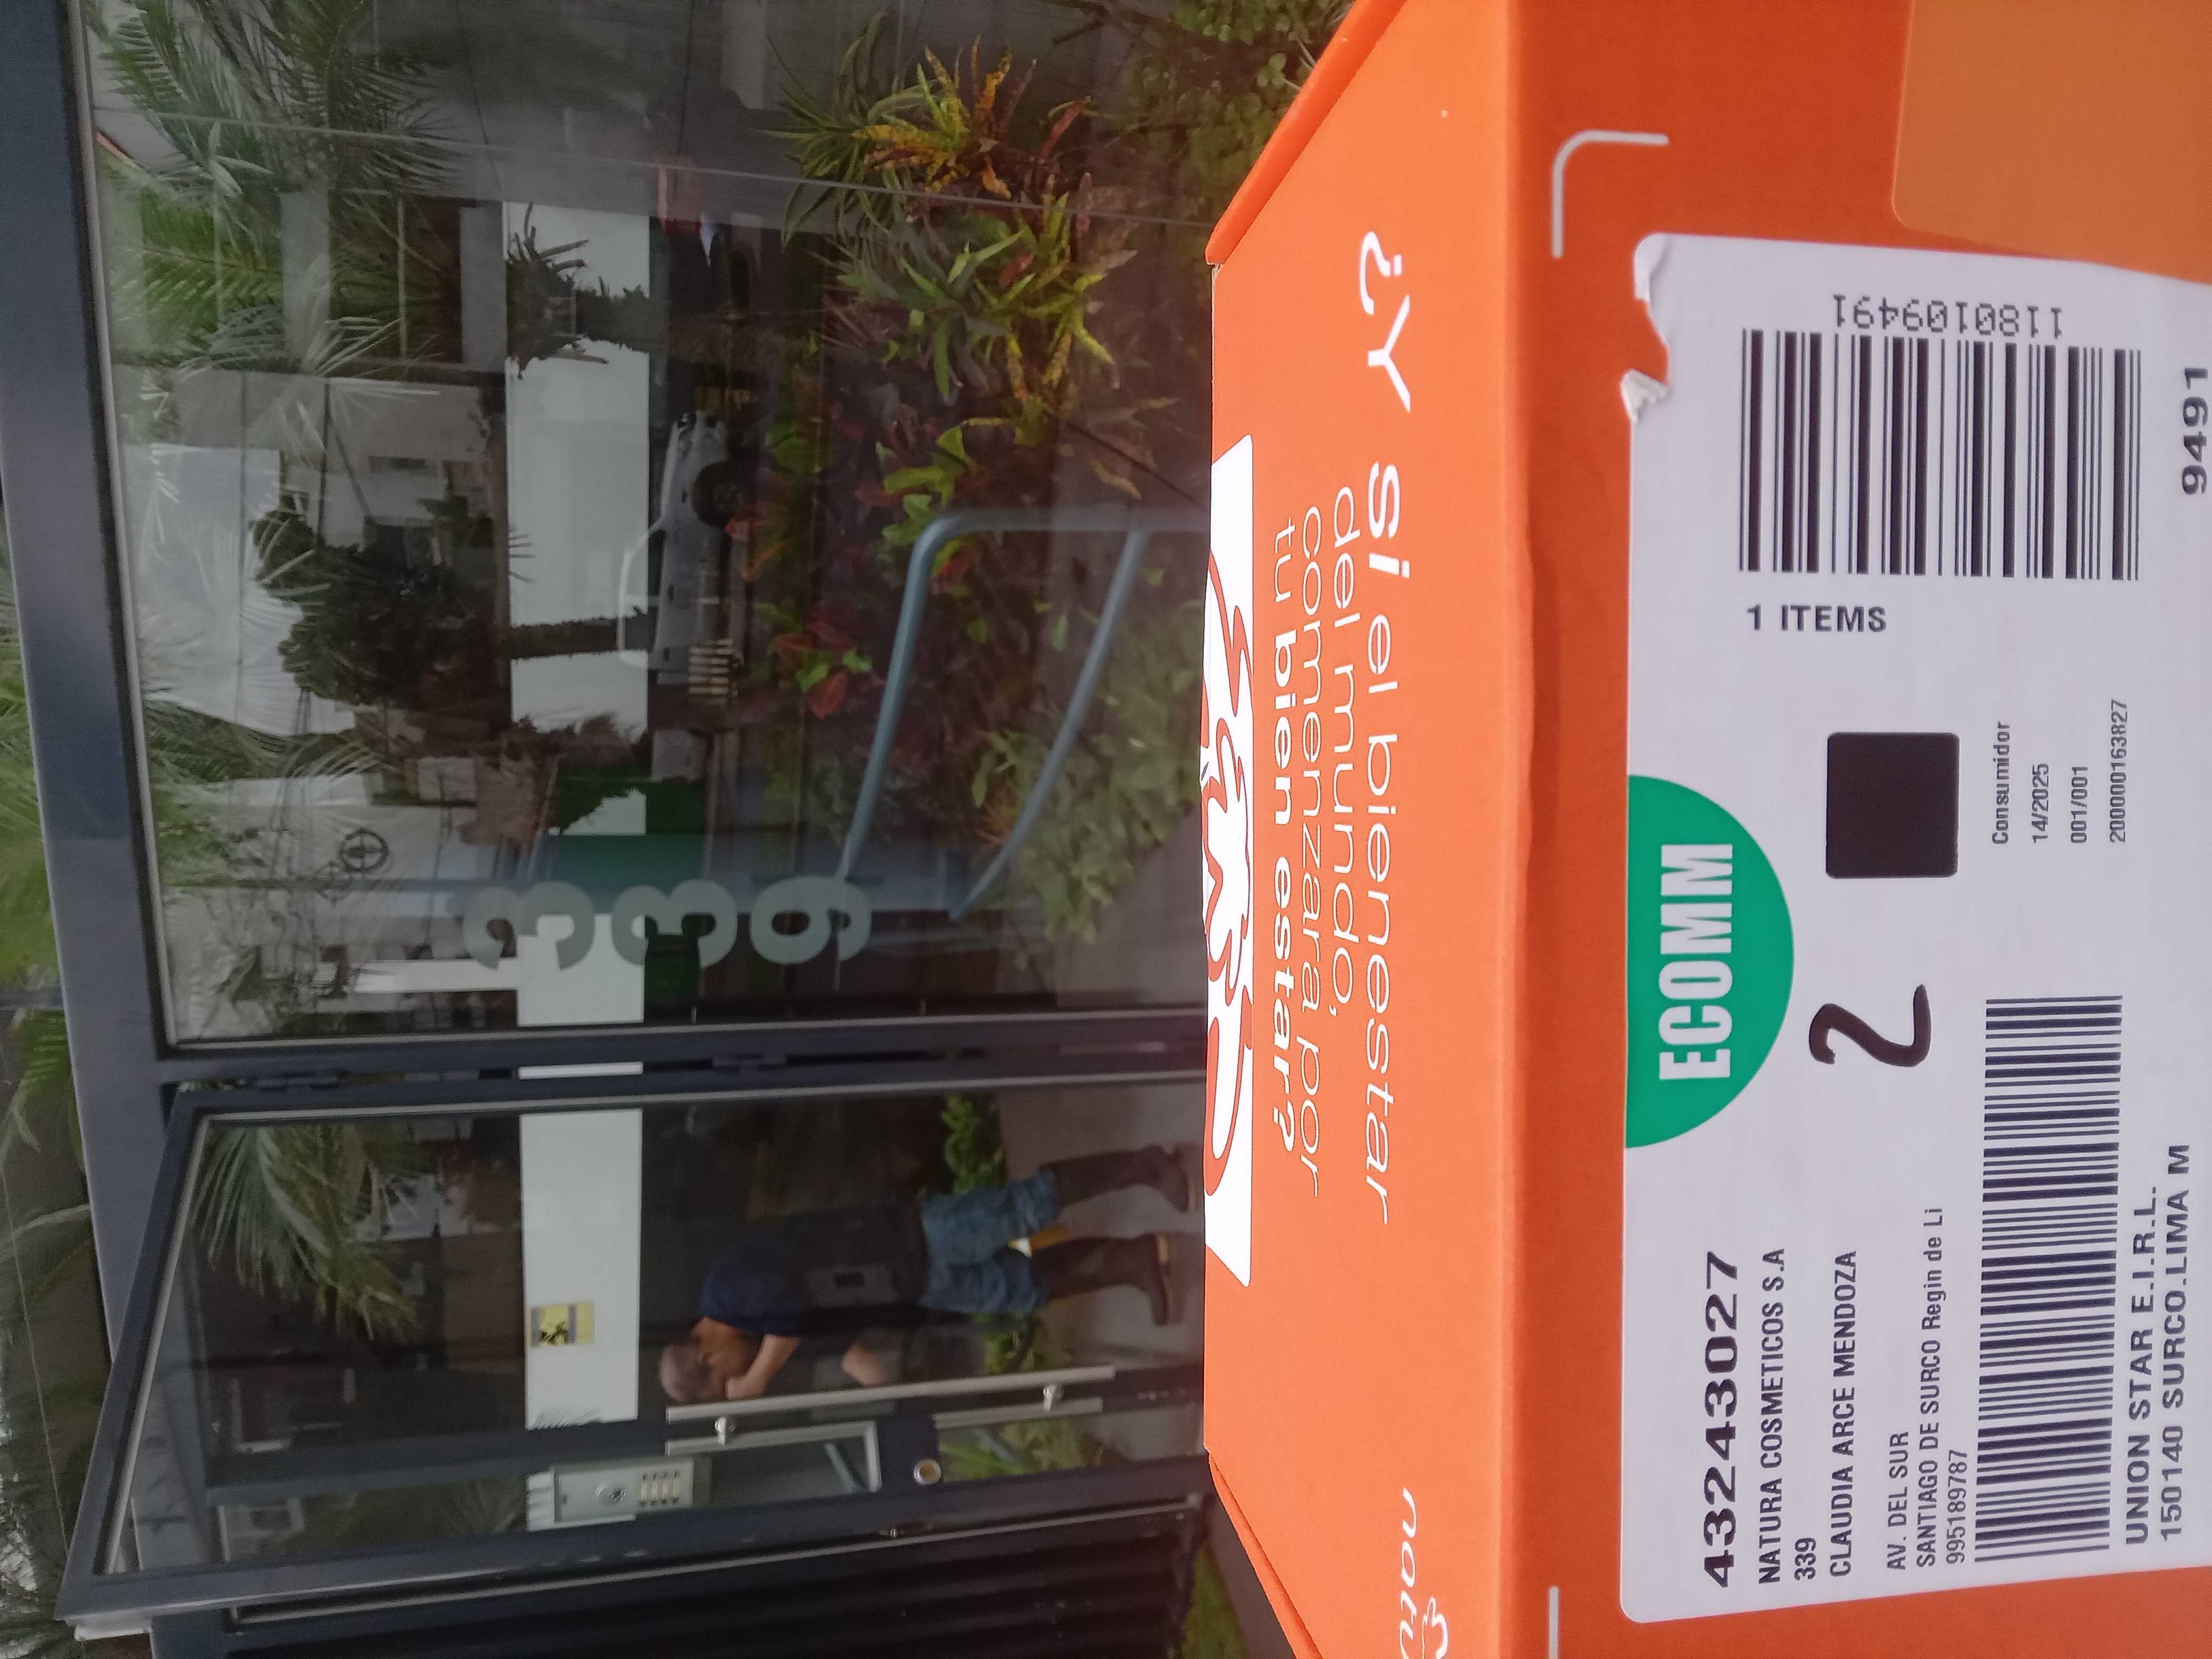 339
¿Y si el bienestar
del mundo,
comenzara por
tu bien estar?
ECOMM
2
43243027
NATURA COSMETICOS S.A
339
CLAUDIA ARCE MENDOZA
AV. DEL SUR
SANTIAGO DE SURCO Regin de Li
995189787
UNION STAR E.I.R.L.
150140 SURCO.LIMA M
1 ITEMS
1180109491
9491
Consumidor
14/2025
001/001
2000000163827